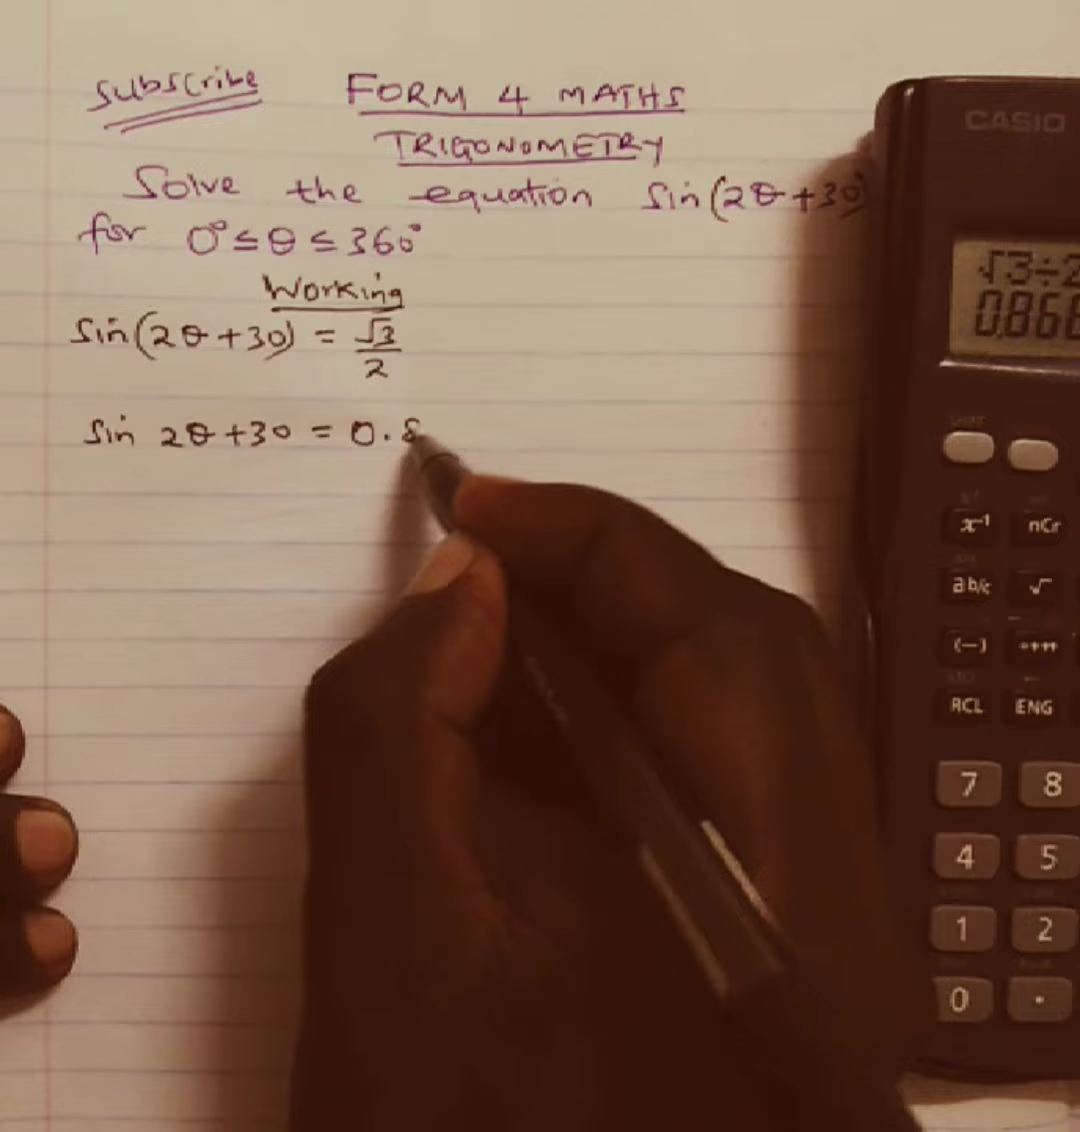 Subscribe FORM 4 MATHS
TRIGONOMETRY
Solve the equation Sin(2θ+30)
for 0°≤θ≤360°
Working
Sin(2θ+30) = √3/2
Sin 2θ+30 = 0.8
CASIO
√3÷2
0.866
x⁻¹ nCr
ab/c √
(−) °'"
RCL ENG
7 8
4 5
1 2
0 .